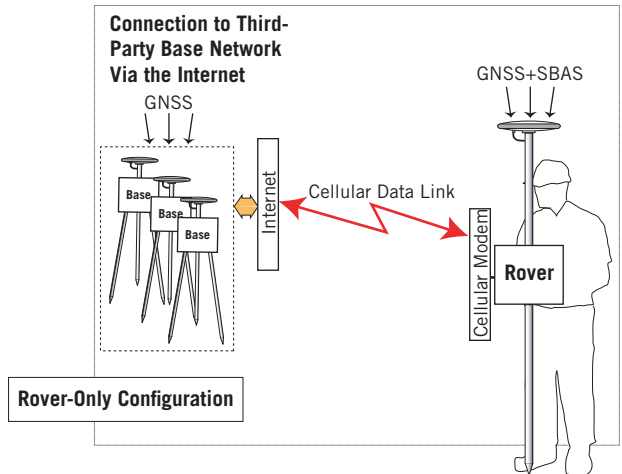 Connection to Third-
Party Base Network
Via the Internet
GNSS
GNSS+SBAS
Base
Base
Base
Internet
Cellular Data Link
Cellular Modem
Rover
Rover-Only Configuration